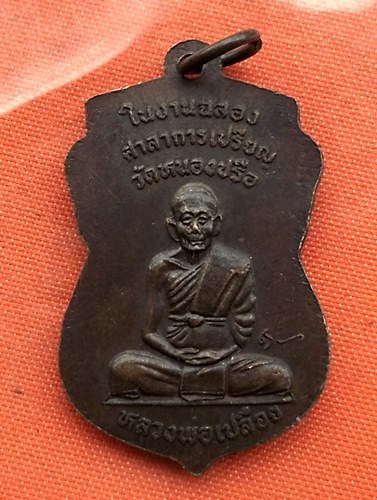 ในงานฉลอง
ศาลาการเปรียญ
วัดหนองปรือ
หลวงพ่อเปลื้อง